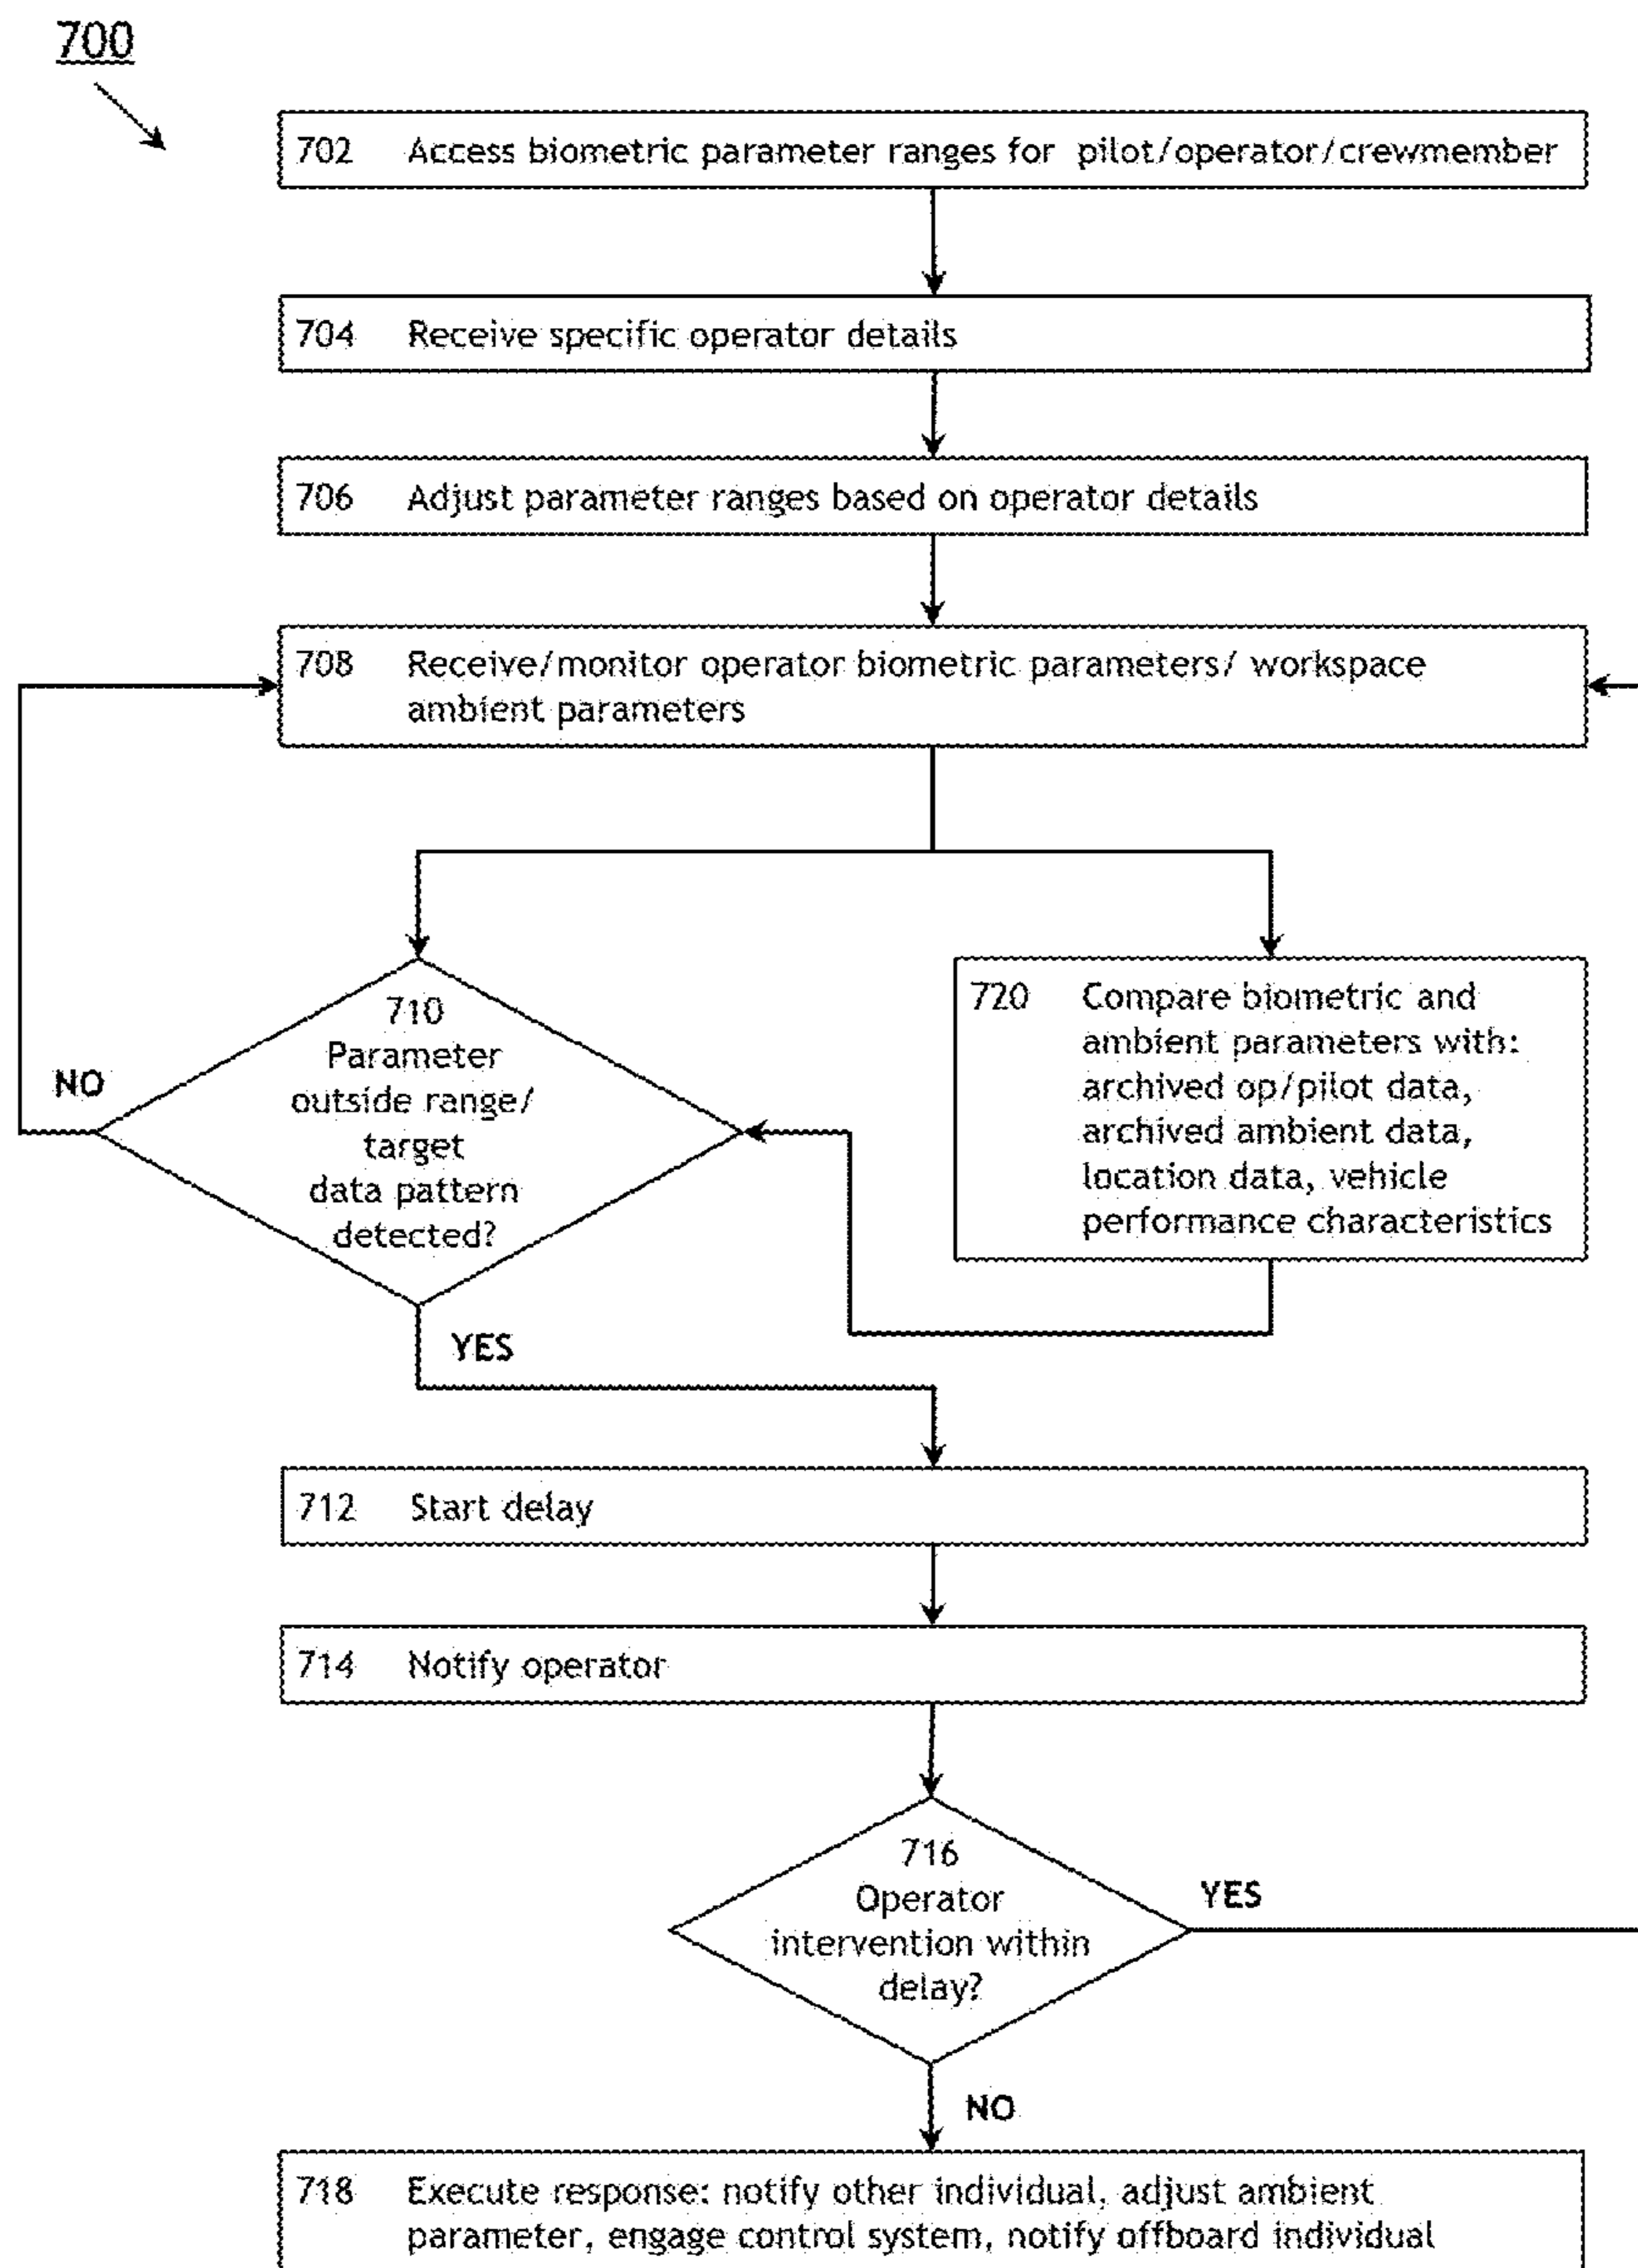 700
702 Access biometric parameter ranges for pilot/operator/crewmember
704 Receive specific operator details
706 Adjust parameter ranges based on operator details
708 Receive/monitor operator biometric parameters/ workspace
ambient parameters
710
Parameter
outside range/
target
data pattern
detected?
NO
YES
720 Compare biometric and
ambient parameters with:
archived op/pilot data,
archived ambient data,
location data, vehicle
performance characteristics
712 Start delay
714 Notify operator
716
Operator
intervention within
delay?
YES
NO
718 Execute response: notify other individual, adjust ambient
parameter, engage control system, notify offboard individual